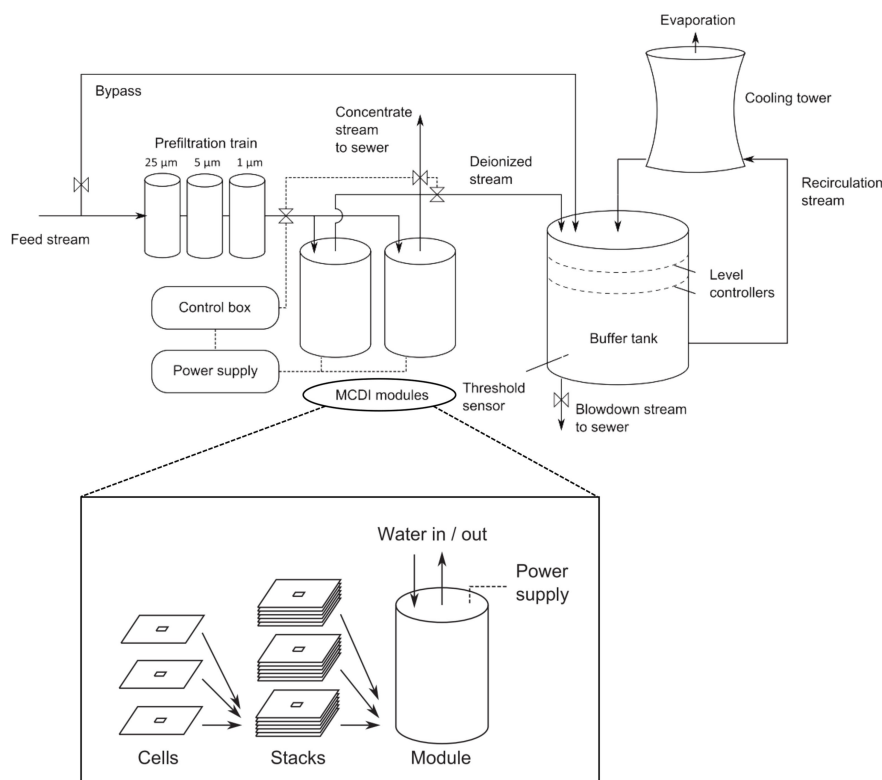 Evaporation
Cooling tower
Bypass
Concentrate
stream
to sewer
Prefiltration train
25 µm 5 µm 1 µm
Deionized
stream
Recirculation
stream
Feed stream
Level
controllers
Control box
Buffer tank
Power supply
MCDI modules
Threshold
sensor
Blowdown stream
to sewer
Water in / out
Power
supply
Cells
Stacks
Module